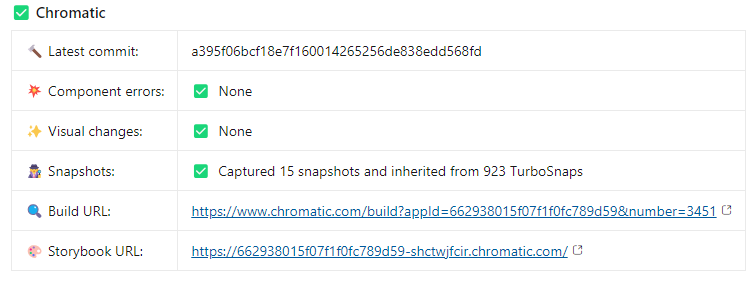 Chromatic
Latest commit: a395f06bcf18e7f160014265256de838edd568fd
Component errors: None
Visual changes: None
Snapshots: Captured 15 snapshots and inherited from 923 TurboSnaps
Build URL: https://www.chromatic.com/build?appId=662938015f07f1f0fc789d59&number=3451
Storybook URL: https://662938015f07f1f0fc789d59-shctwjfcir.chromatic.com/